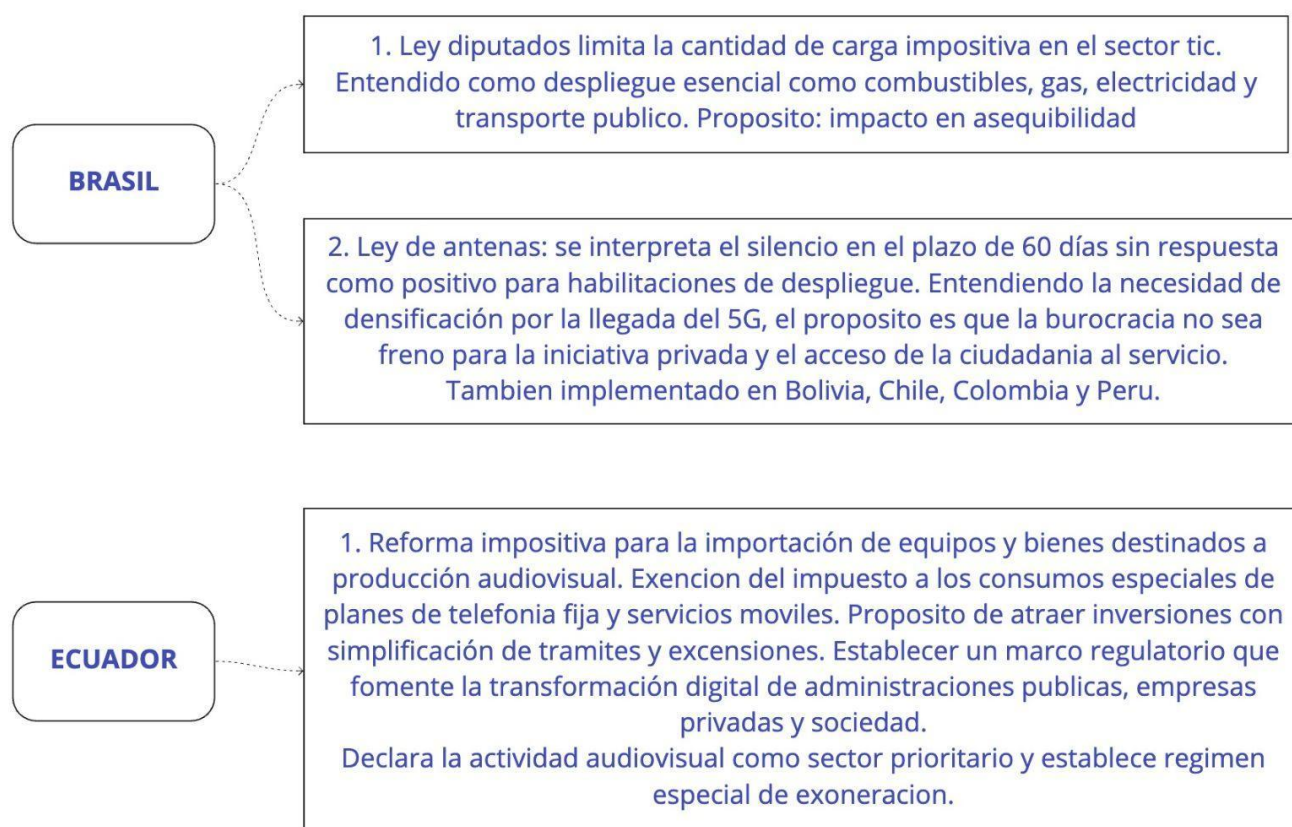 BRASIL
1. Ley diputados limita la cantidad de carga impositiva en el sector tic.
Entendido como despliegue esencial como combustibles, gas, electricidad y
transporte publico. Proposito: impacto en asequibilidad
2. Ley de antenas: se interpreta el silencio en el plazo de 60 días sin respuesta
como positivo para habilitaciones de despliegue. Entendiendo la necesidad de
densificación por la llegada del 5G, el proposito es que la burocracia no sea
freno para la iniciativa privada y el acceso de la ciudadania al servicio.
Tambien implementado en Bolivia, Chile, Colombia y Peru.
ECUADOR
1. Reforma impositiva para la importación de equipos y bienes destinados a
producción audiovisual. Exencion del impuesto a los consumos especiales de
planes de telefonia fija y servicios moviles. Proposito de atraer inversiones con
simplificación de tramites y excensiones. Establecer un marco regulatorio que
fomente la transformación digital de administraciones publicas, empresas
privadas y sociedad.
Declara la actividad audiovisual como sector prioritario y establece regimen
especial de exoneracion.